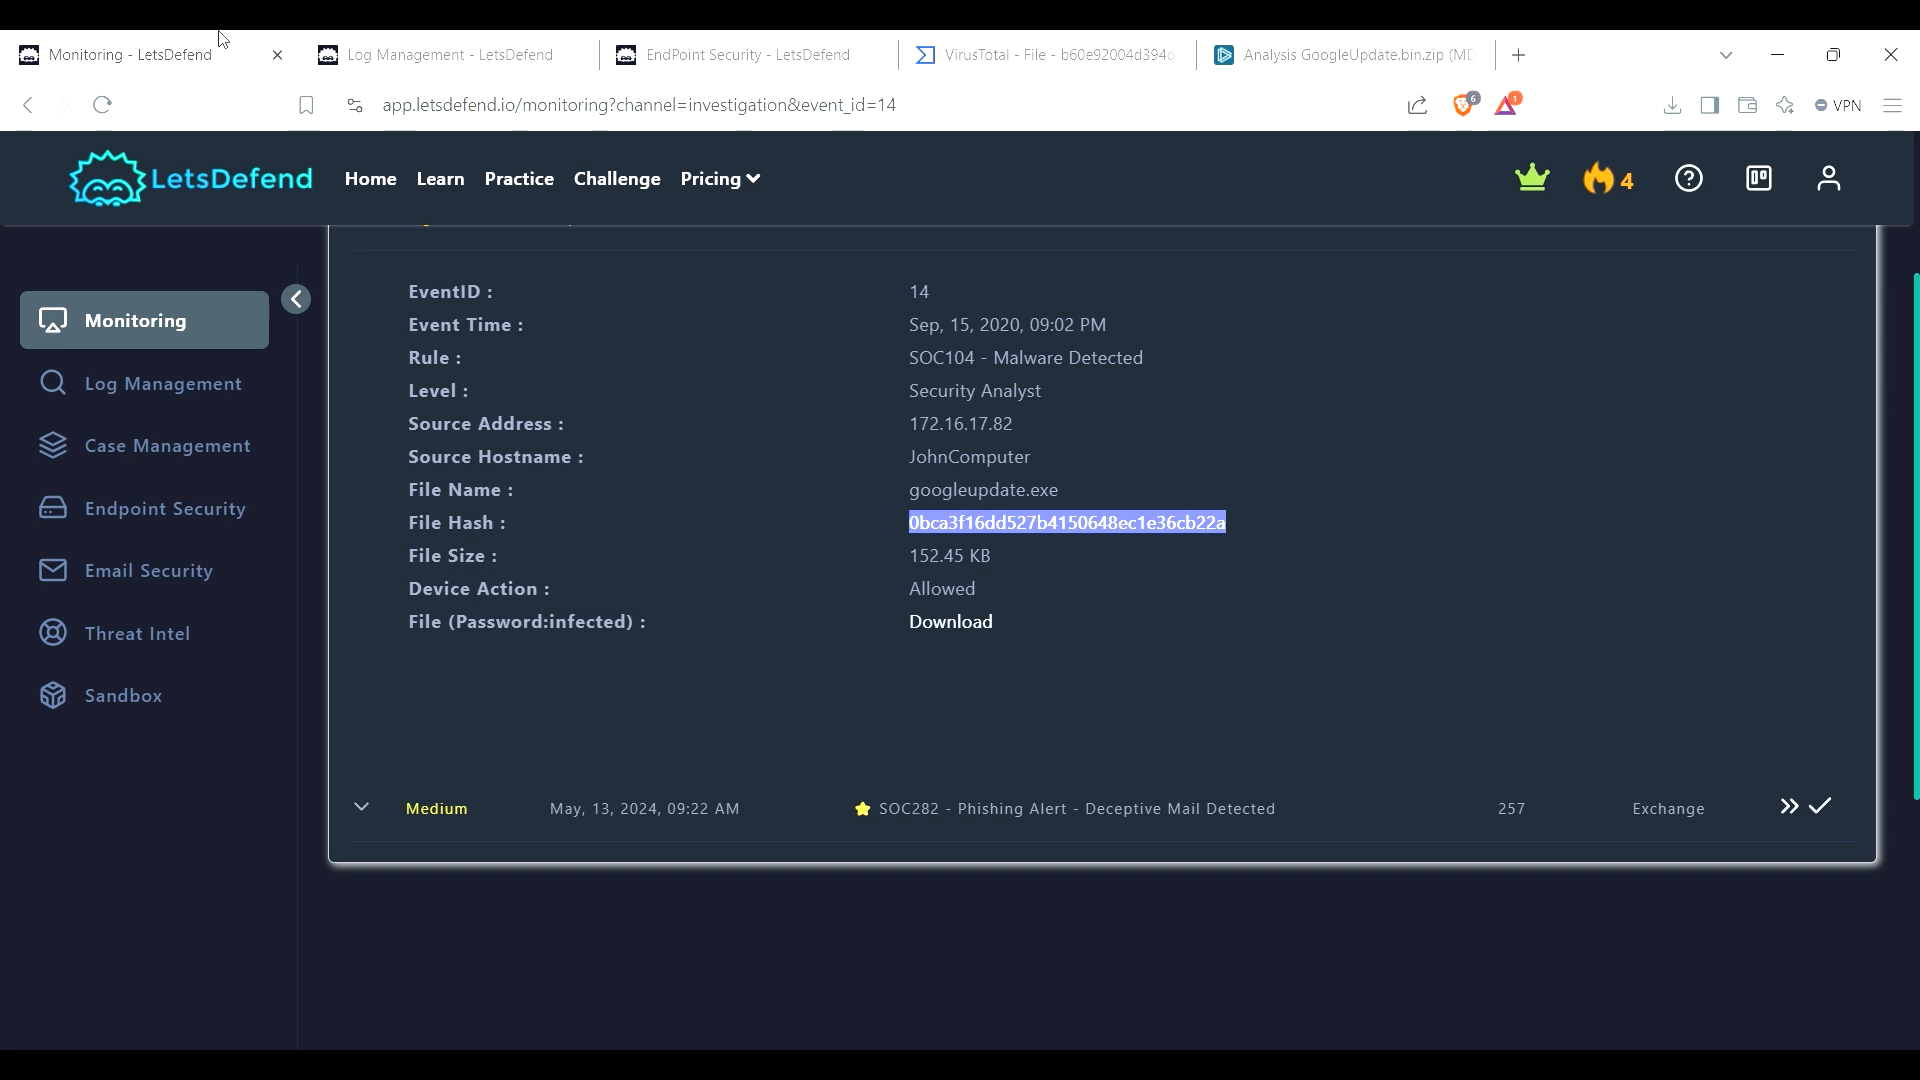 Monitoring - LetsDefend
Log Management - LetsDefend
EndPoint Security - LetsDefend
VirusTotal - File - b60e92004d394d
Analysis GoogleUpdate.bin.zip (MD
app.letsdefend.io/monitoring?channel=investigation&event_id=14
6
1
VPN
LetsDefend
Home Learn Practice Challenge Pricing
4
Monitoring
Log Management
Case Management
Endpoint Security
Email Security
Threat Intel
Sandbox
EventID : 14
Event Time : Sep, 15, 2020, 09:02 PM
Rule : SOC104 - Malware Detected
Level : Security Analyst
Source Address : 172.16.17.82
Source Hostname : JohnComputer
File Name : googleupdate.exe
File Hash : 0bca3f16dd527b4150648ec1e36cb22a
File Size : 152.45 KB
Device Action : Allowed
File (Password:infected) : Download
Medium May, 13, 2024, 09:22 AM SOC282 - Phishing Alert - Deceptive Mail Detected 257 Exchange